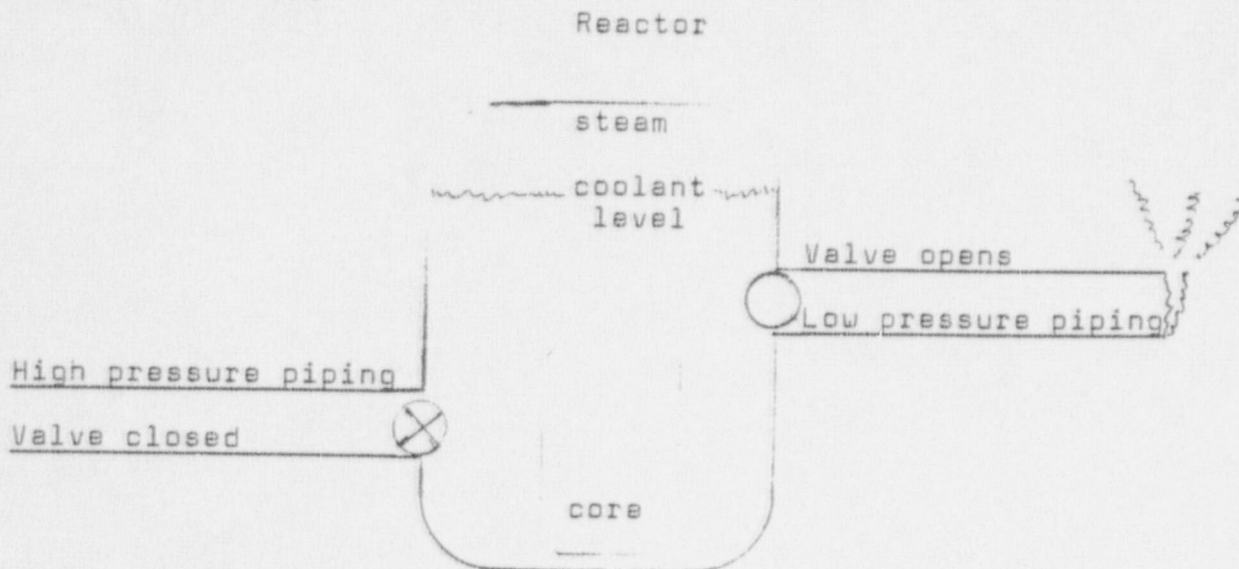 Reactor
steam
coolant
level
Valve opens
Low pressure piping
High pressure piping
Valve closed
core